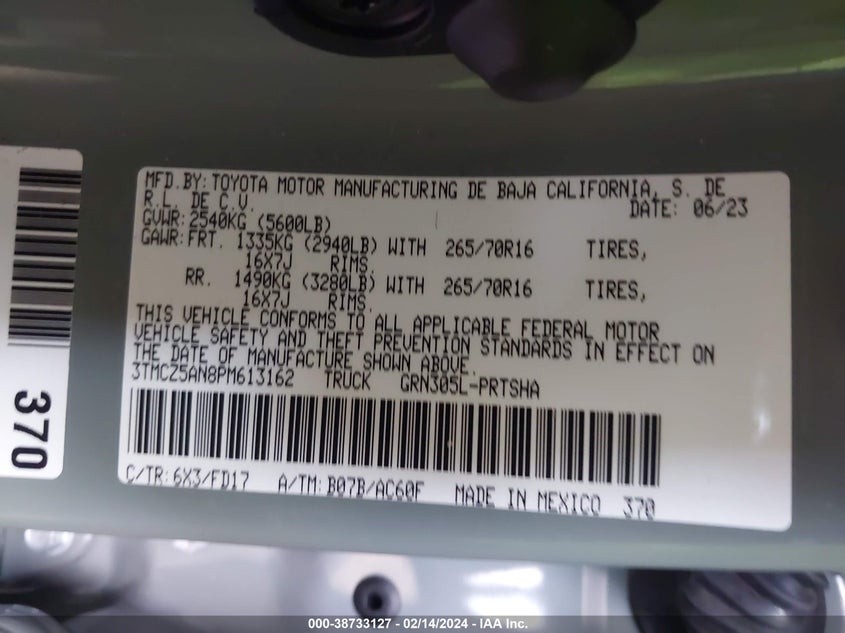 MFD.BY: TOYOTA MOTOR MANUFACTURING DE BAJA CALIFORNIA, S. DE
R.L. DE C.V. DATE: 06/23
GVWR: 2540KG (5600LB)
GAWR: FRT. 1335KG (2940LB) WITH 265/70R16 TIRES,
16X7J RIMS,
RR. 1490KG (3280LB) WITH 265/70R16 TIRES,
16X7J RIMS,
THIS VEHICLE CONFORMS TO ALL APPLICABLE FEDERAL MOTOR
VEHICLE SAFETY AND THEFT PREVENTION STANDARDS IN EFFECT ON
THE DATE OF MANUFACTURE SHOWN ABOVE.
3TMCZ5AN8PM613162 TRUCK GRN305L-PRTSHA
C/TR: 6X3/FD17 A/TM: B07B/AC60F MADE IN MEXICO 370
370
000-38733127 - 02/14/2024 - IAA Inc.